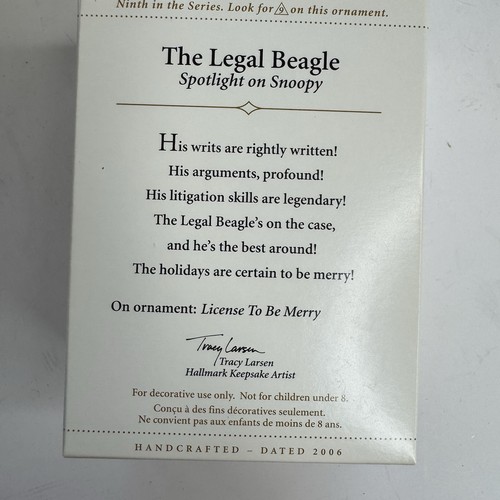 Ninth in the Series. Look for 9 on this ornament.
The Legal Beagle
Spotlight on Snoopy
His writs are rightly written!
His arguments, profound!
His litigation skills are legendary!
The Legal Beagle's on the case,
and he's the best around!
The holidays are certain to be merry!
On ornament: License To Be Merry
Tracy Larsen
Tracy Larsen
Hallmark Keepsake Artist
For decorative use only. Not for children under 8.
Conçu à des fins décoratives seulement.
Ne convient pas aux enfants de moins de 8 ans.
HANDCRAFTED – DATED 2006